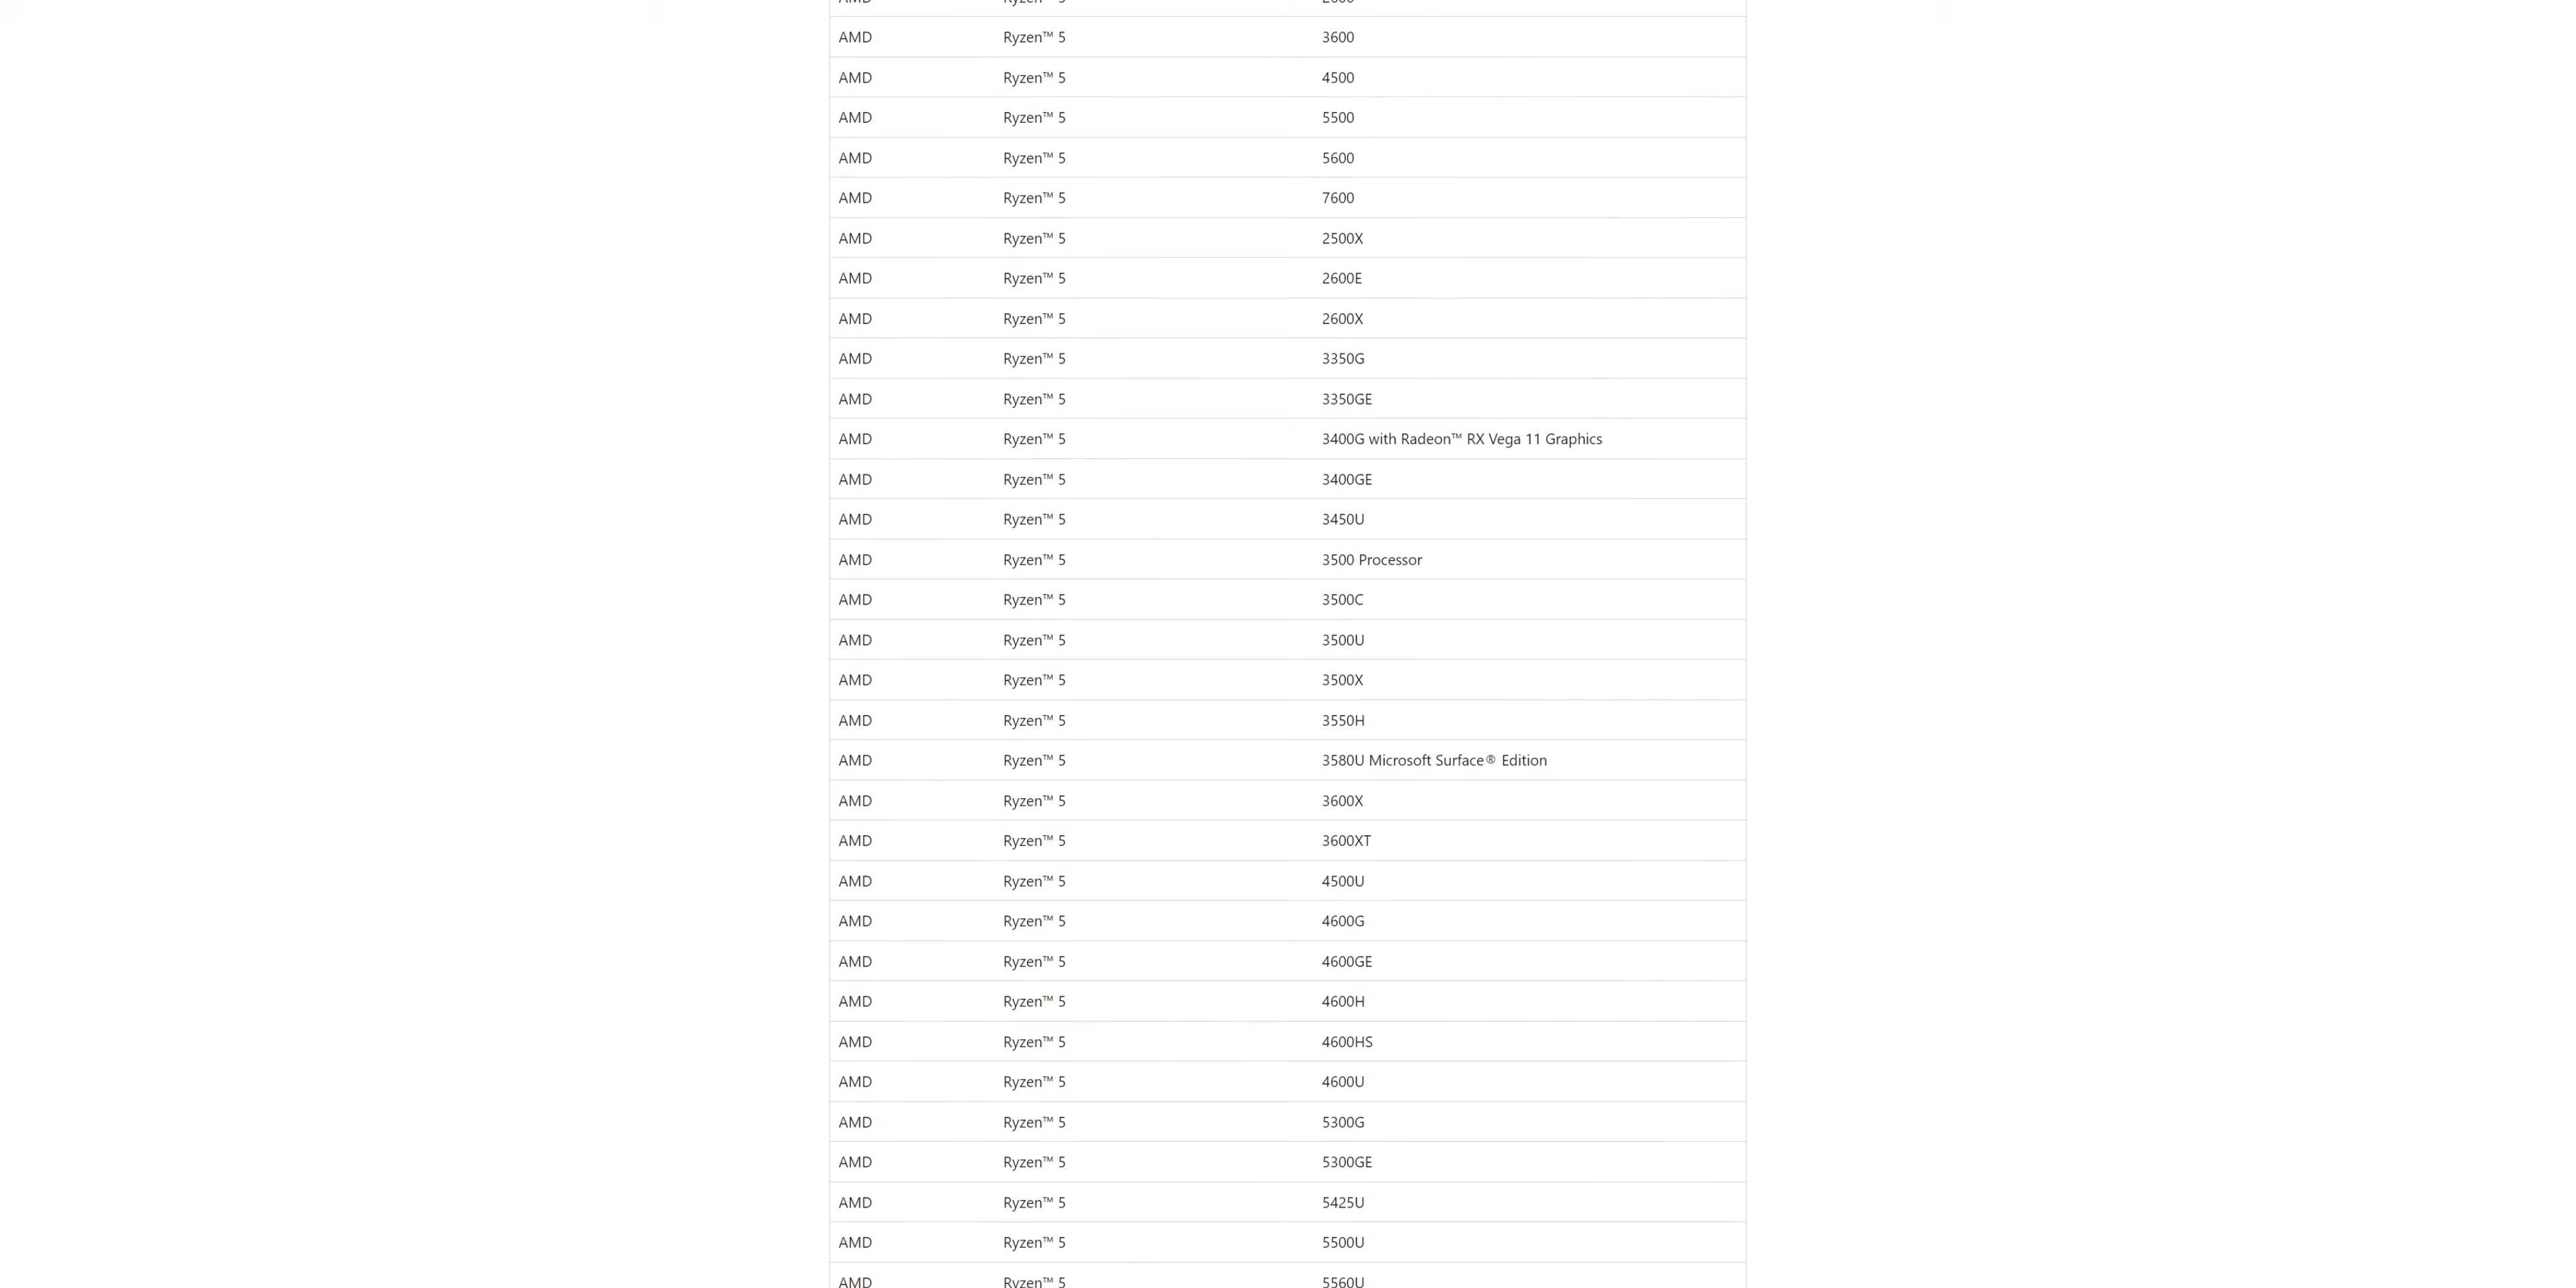 AMD Ryzen™ 5 2600
AMD Ryzen™ 5 3600
AMD Ryzen™ 5 4500
AMD Ryzen™ 5 5500
AMD Ryzen™ 5 5600
AMD Ryzen™ 5 7600
AMD Ryzen™ 5 2500X
AMD Ryzen™ 5 2600E
AMD Ryzen™ 5 2600X
AMD Ryzen™ 5 3350G
AMD Ryzen™ 5 3350GE
AMD Ryzen™ 5 3400G with Radeon™ RX Vega 11 Graphics
AMD Ryzen™ 5 3400GE
AMD Ryzen™ 5 3450U
AMD Ryzen™ 5 3500 Processor
AMD Ryzen™ 5 3500C
AMD Ryzen™ 5 3500U
AMD Ryzen™ 5 3500X
AMD Ryzen™ 5 3550H
AMD Ryzen™ 5 3580U Microsoft Surface® Edition
AMD Ryzen™ 5 3600X
AMD Ryzen™ 5 3600XT
AMD Ryzen™ 5 4500U
AMD Ryzen™ 5 4600G
AMD Ryzen™ 5 4600GE
AMD Ryzen™ 5 4600H
AMD Ryzen™ 5 4600HS
AMD Ryzen™ 5 4600U
AMD Ryzen™ 5 5300G
AMD Ryzen™ 5 5300GE
AMD Ryzen™ 5 5425U
AMD Ryzen™ 5 5500U
AMD Ryzen™ 5 5560U